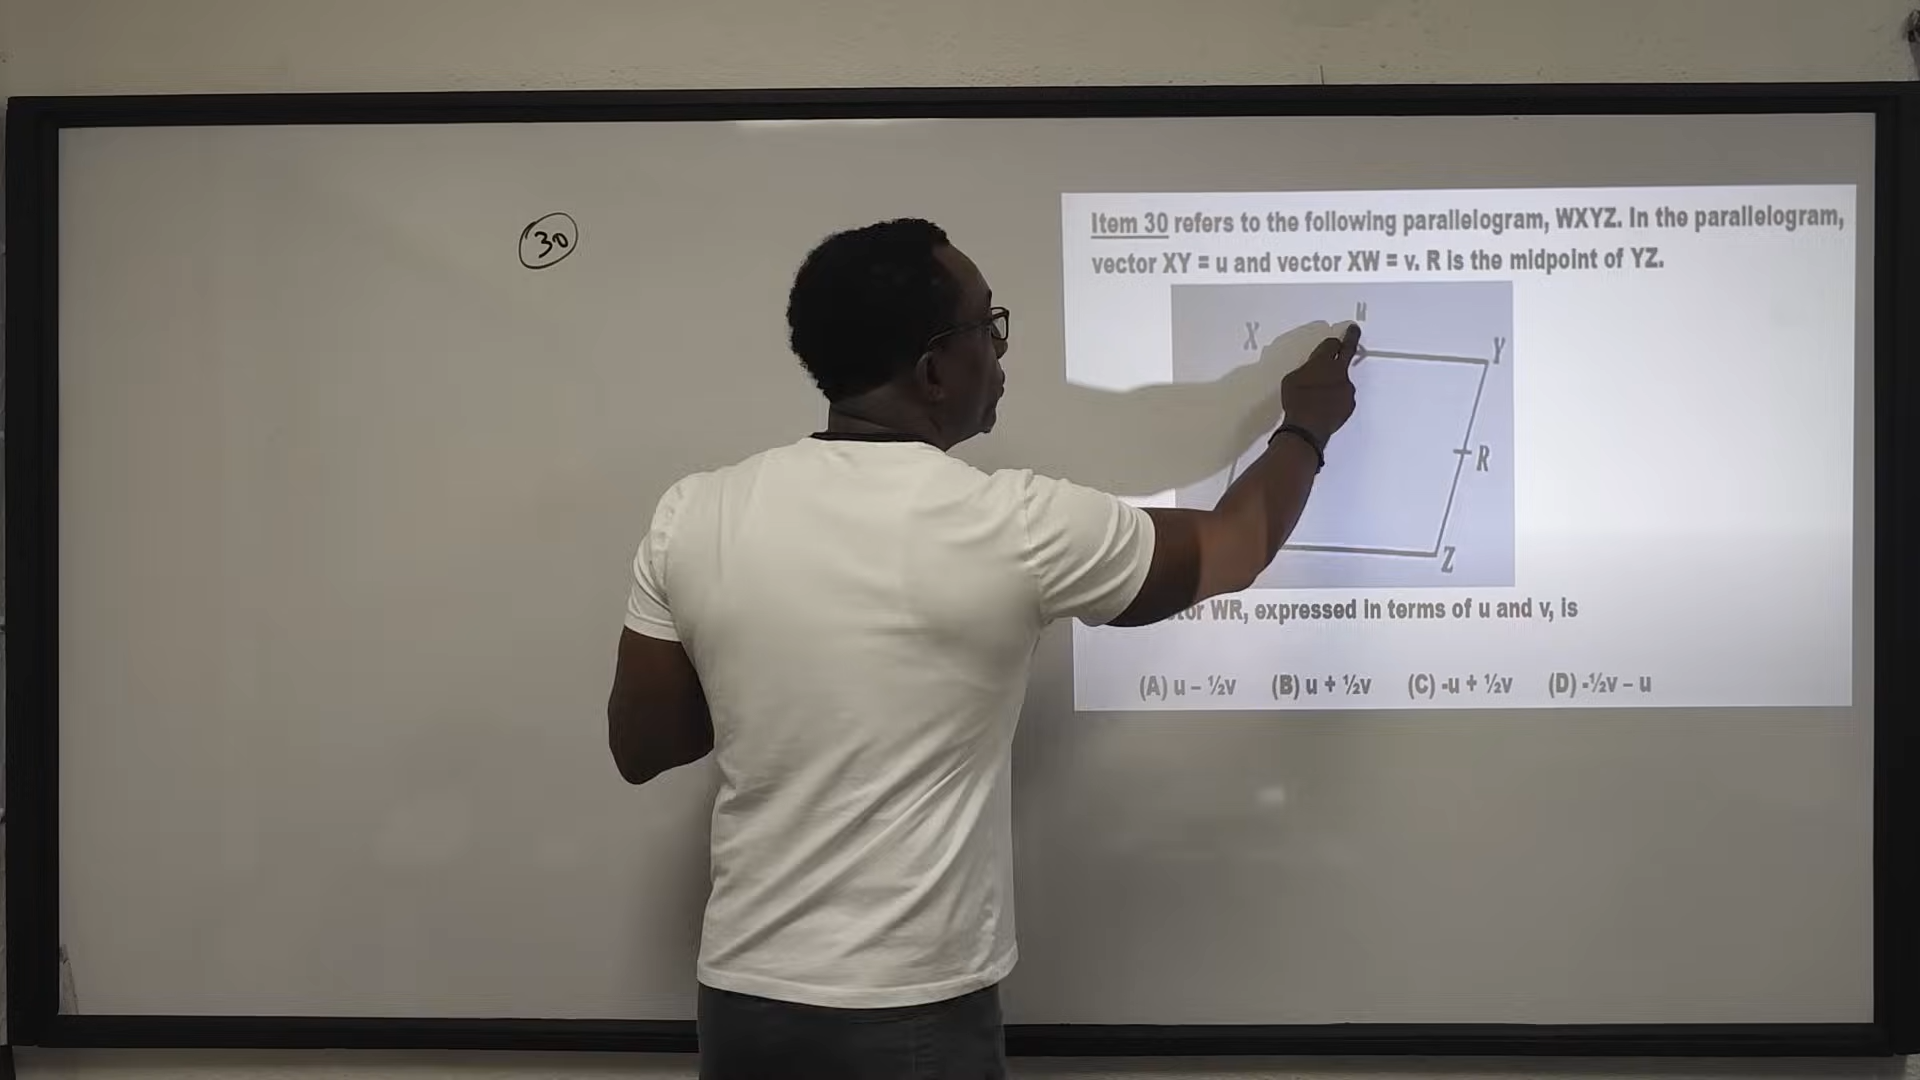 30
Item 30 refers to the following parallelogram, WXYZ. In the parallelogram,
vector XY = u and vector XW = v. R is the midpoint of YZ.
u
X
Y
R
Z
WR, expressed in terms of u and v, is
(A) u – ½v (B) u + ½v (C) -u + ½v (D) -½v – u